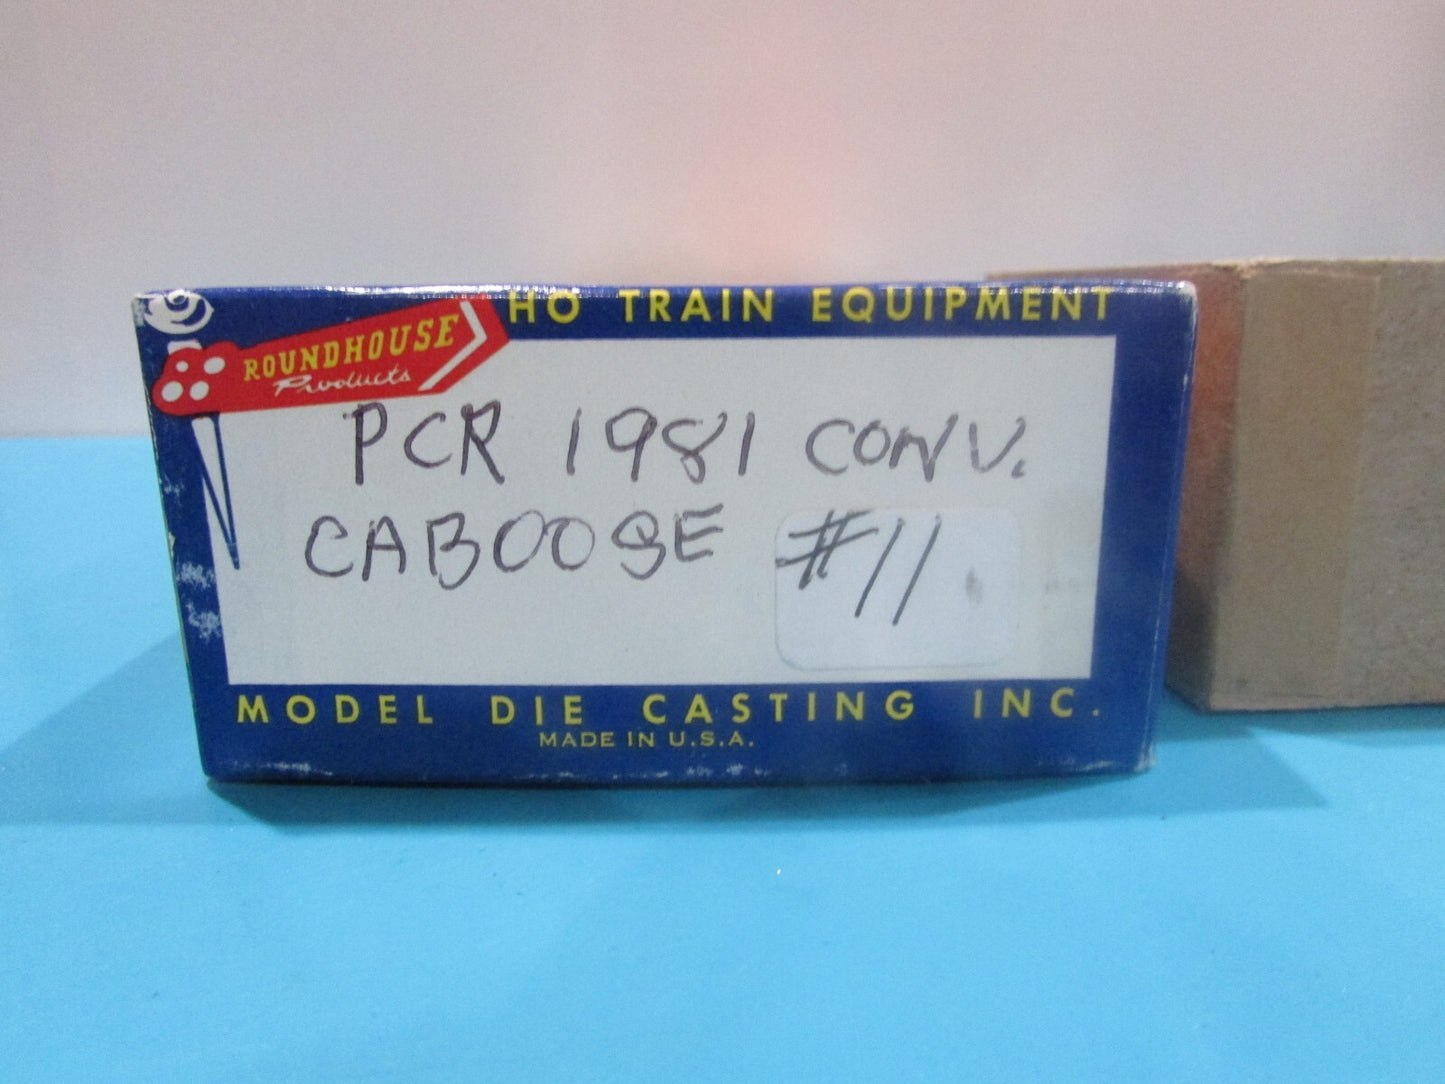 HO TRAIN EQUIPMENT
ROUNDHOUSE
Products
PCR 1981 CONV.
CABOOSE #11
MODEL DIE CASTING INC.
MADE IN U.S.A.